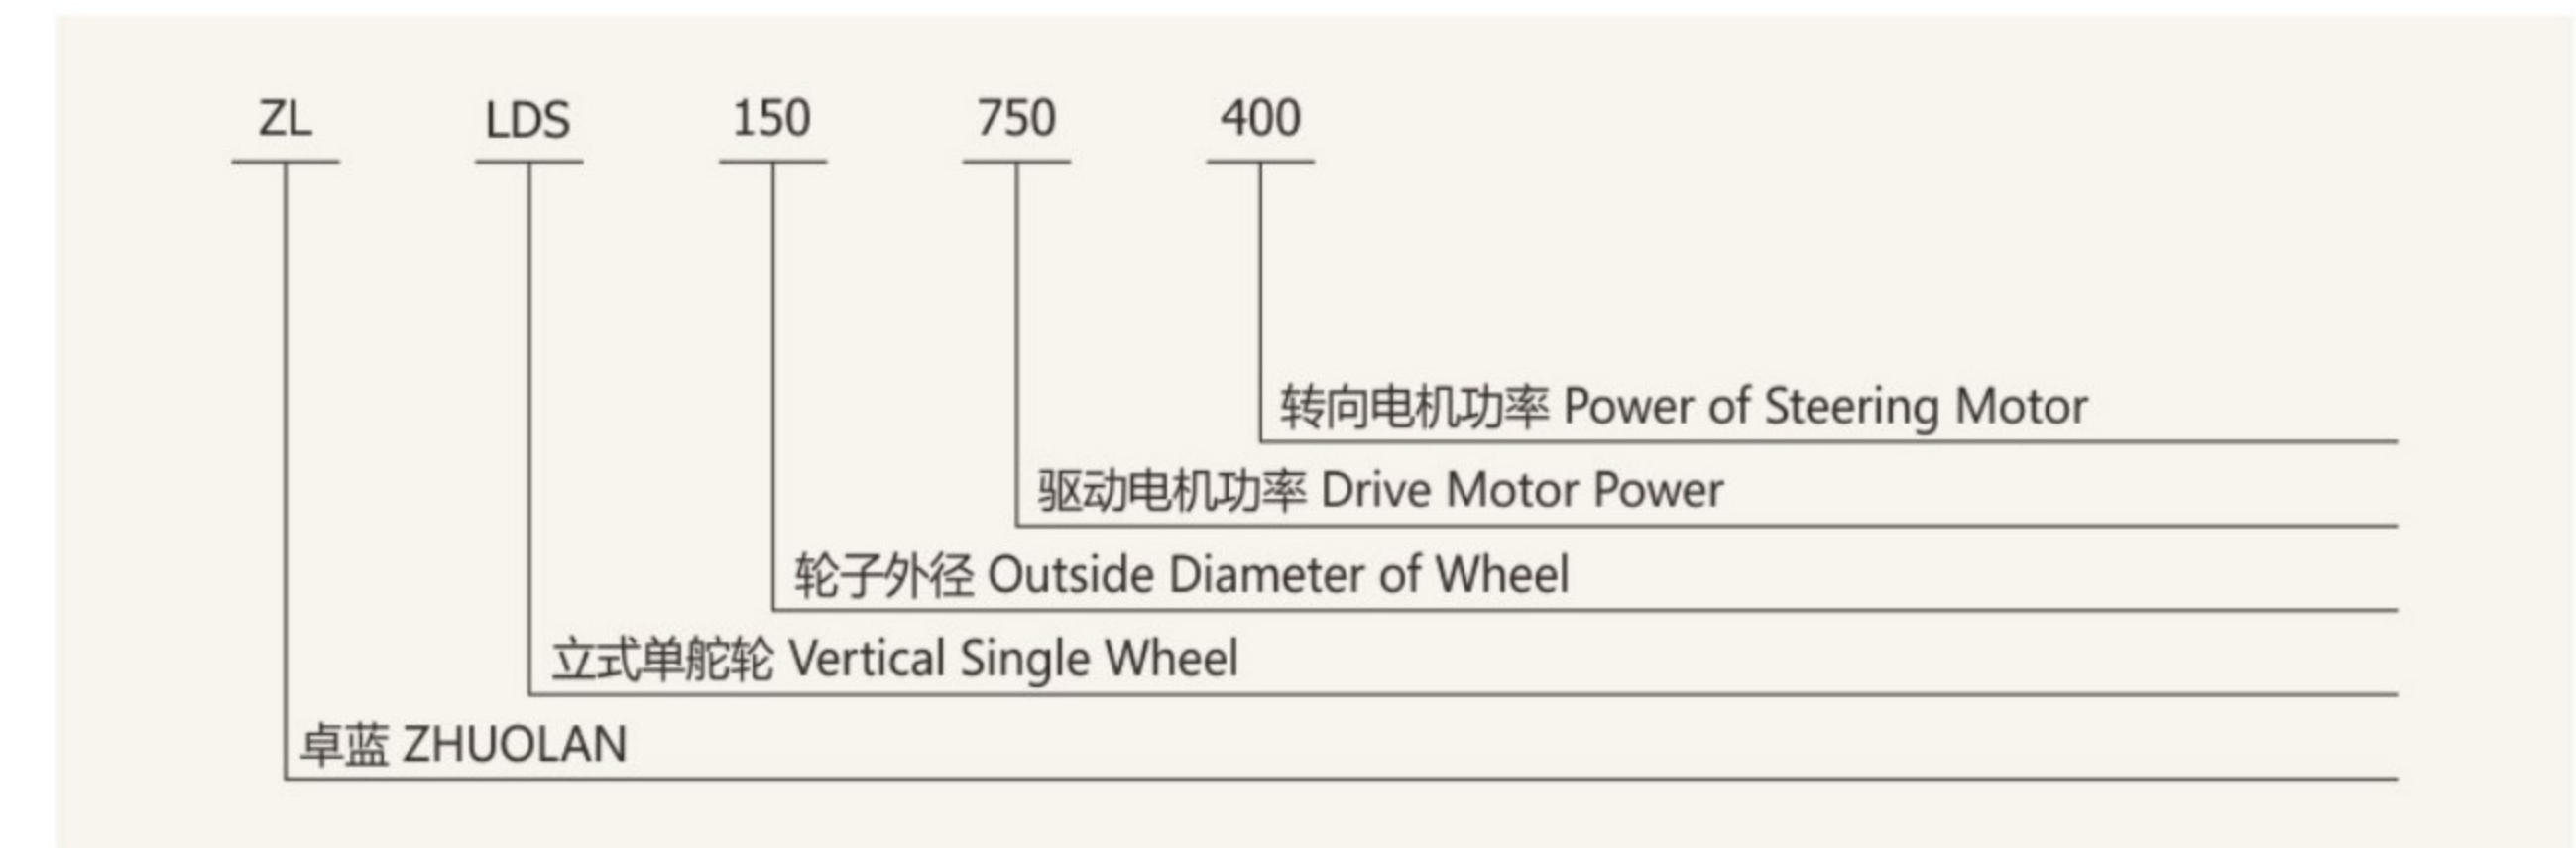 ZL LDS 150 750 400
转向电机功率 Power of Steering Motor
驱动电机功率 Drive Motor Power
轮子外径 Outside Diameter of Wheel
立式单舵轮 Vertical Single Wheel
卓蓝 ZHUOLAN